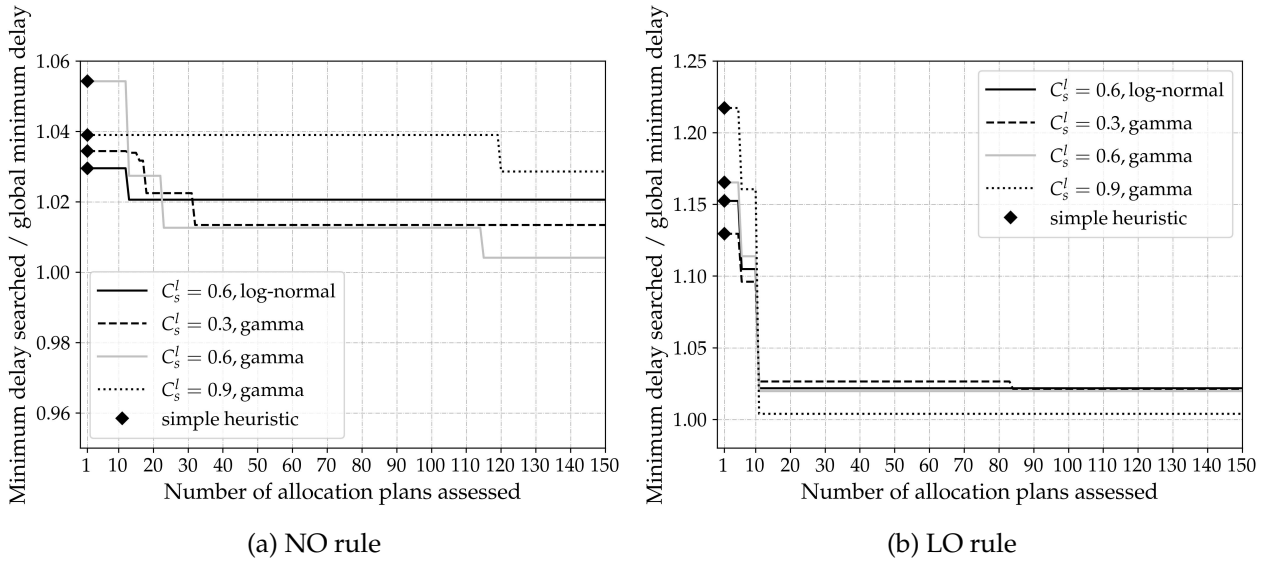 Minimum delay searched / global minimum delay
1.06
1.04
1.02
1.00
0.98
0.96
C_s^l = 0.6, log-normal
C_s^l = 0.3, gamma
C_s^l = 0.6, gamma
C_s^l = 0.9, gamma
simple heuristic
1 10 20 30 40 50 60 70 80 90 100 110 120 130 140 150
Number of allocation plans assessed
(a) NO rule
Minimum delay searched / global minimum delay
1.25
1.20
1.15
1.10
1.05
1.00
C_s^l = 0.6, log-normal
C_s^l = 0.3, gamma
C_s^l = 0.6, gamma
C_s^l = 0.9, gamma
simple heuristic
1 10 20 30 40 50 60 70 80 90 100 110 120 130 140 150
Number of allocation plans assessed
(b) LO rule